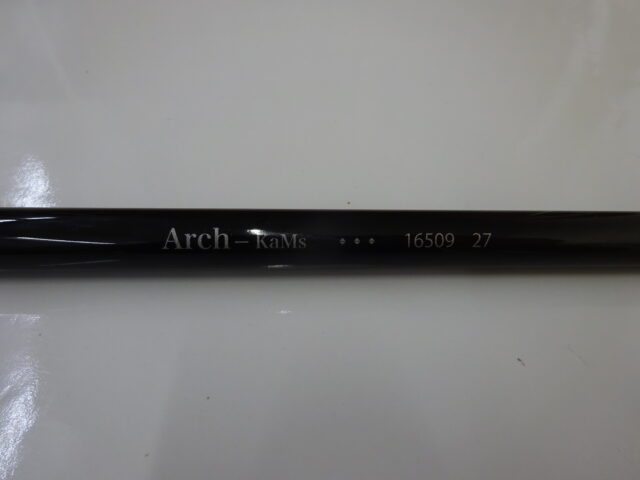 Arch – KaMs ⬩ ⬩ ⬩ 16509 27